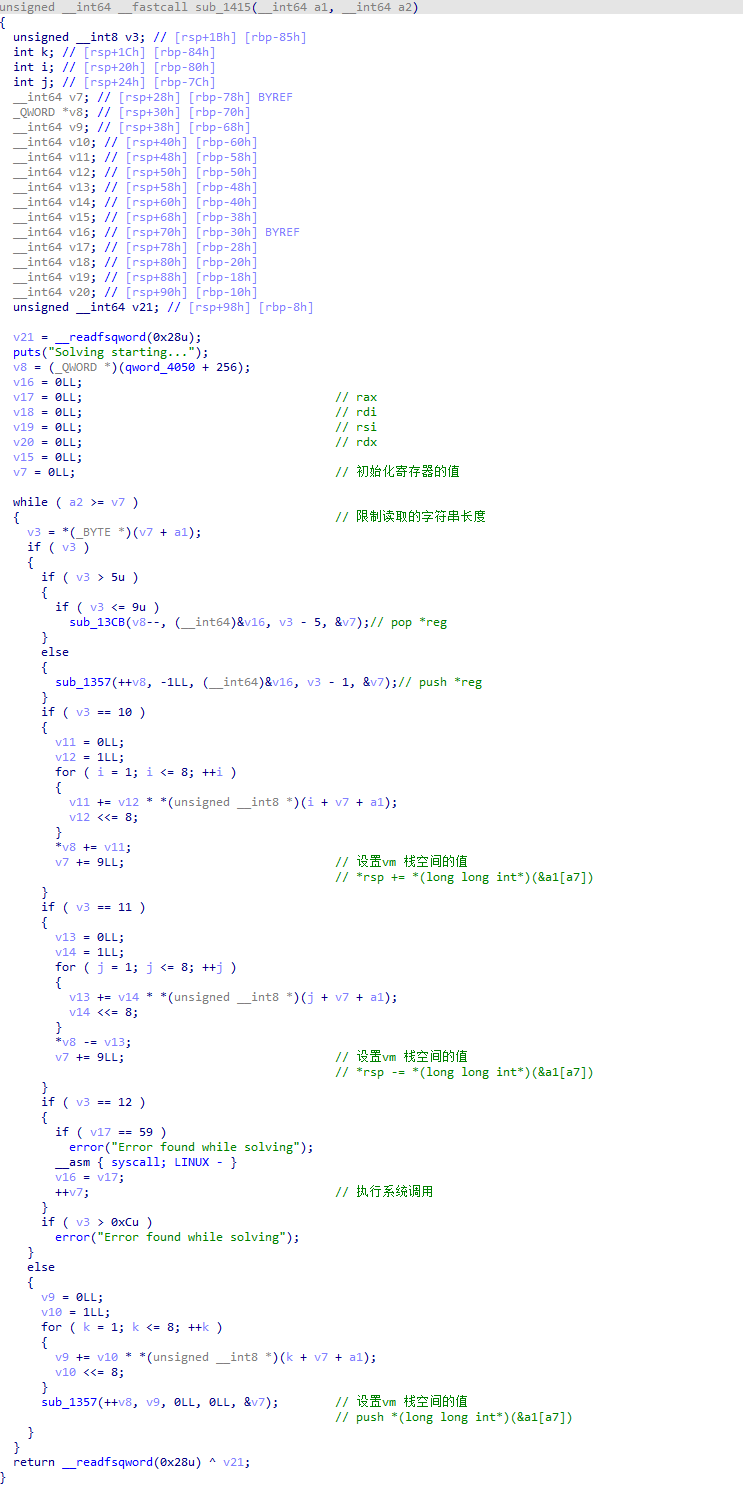 unsigned __int64 __fastcall sub_1415(__int64 a1, __int64 a2)
{
  unsigned __int8 v3; // [rsp+1Bh] [rbp-85h]
  int k; // [rsp+1Ch] [rbp-84h]
  int i; // [rsp+20h] [rbp-80h]
  int j; // [rsp+24h] [rbp-7Ch]
  __int64 v7; // [rsp+28h] [rbp-78h] BYREF
  _QWORD *v8; // [rsp+30h] [rbp-70h]
  __int64 v9; // [rsp+38h] [rbp-68h]
  __int64 v10; // [rsp+40h] [rbp-60h]
  __int64 v11; // [rsp+48h] [rbp-58h]
  __int64 v12; // [rsp+50h] [rbp-50h]
  __int64 v13; // [rsp+58h] [rbp-48h]
  __int64 v14; // [rsp+60h] [rbp-40h]
  __int64 v15; // [rsp+68h] [rbp-38h]
  __int64 v16; // [rsp+70h] [rbp-30h] BYREF
  __int64 v17; // [rsp+78h] [rbp-28h]
  __int64 v18; // [rsp+80h] [rbp-20h]
  __int64 v19; // [rsp+88h] [rbp-18h]
  __int64 v20; // [rsp+90h] [rbp-10h]
  unsigned __int64 v21; // [rsp+98h] [rbp-8h]

  v21 = __readfsqword(0x28u);
  puts("Solving starting...");
  v8 = (_QWORD *)(qword_4050 + 256);
  v16 = 0LL;
  v17 = 0LL; // rax
  v18 = 0LL; // rdi
  v19 = 0LL; // rsi
  v20 = 0LL; // rdx
  v15 = 0LL;
  v7 = 0LL; // 初始化寄存器的值

  while ( a2 >= v7 )
  { // 限制读取的字符串长度
    v3 = *(_BYTE *)(v7 + a1);
    if ( v3 )
    {
      if ( v3 > 5u )
      {
        if ( v3 <= 9u )
          sub_13CB(v8--, (__int64)&v16, v3 - 5, &v7);// pop *reg
      }
      else
      {
        sub_1357(++v8, -1LL, (__int64)&v16, v3 - 1, &v7);// push *reg
      }
      if ( v3 == 10 )
      {
        v11 = 0LL;
        v12 = 1LL;
        for ( i = 1; i <= 8; ++i )
        {
          v11 += v12 * *(unsigned __int8 *)(i + v7 + a1);
          v12 <<= 8;
        }
        *v8 += v11;
        v7 += 9LL; // 设置vm 栈空间的值
        // *rsp += *(long long int*)(&a1[a7])
      }
      if ( v3 == 11 )
      {
        v13 = 0LL;
        v14 = 1LL;
        for ( j = 1; j <= 8; ++j )
        {
          v13 += v14 * *(unsigned __int8 *)(j + v7 + a1);
          v14 <<= 8;
        }
        *v8 -= v13;
        v7 += 9LL; // 设置vm 栈空间的值
        // *rsp -= *(long long int*)(&a1[a7])
      }
      if ( v3 == 12 )
      {
        if ( v17 == 59 )
          error("Error found while solving");
        __asm { syscall; LINUX - }
        v16 = v17;
        ++v7; // 执行系统调用
      }
      if ( v3 > 0xCu )
        error("Error found while solving");
    }
    else
    {
      v9 = 0LL;
      v10 = 1LL;
      for ( k = 1; k <= 8; ++k )
      {
        v9 += v10 * *(unsigned __int8 *)(k + v7 + a1);
        v10 <<= 8;
      }
      sub_1357(++v8, v9, 0LL, 0LL, &v7); // 设置vm 栈空间的值
      // push *(long long int*)(&a1[a7])
    }
  }
  return __readfsqword(0x28u) ^ v21;
}